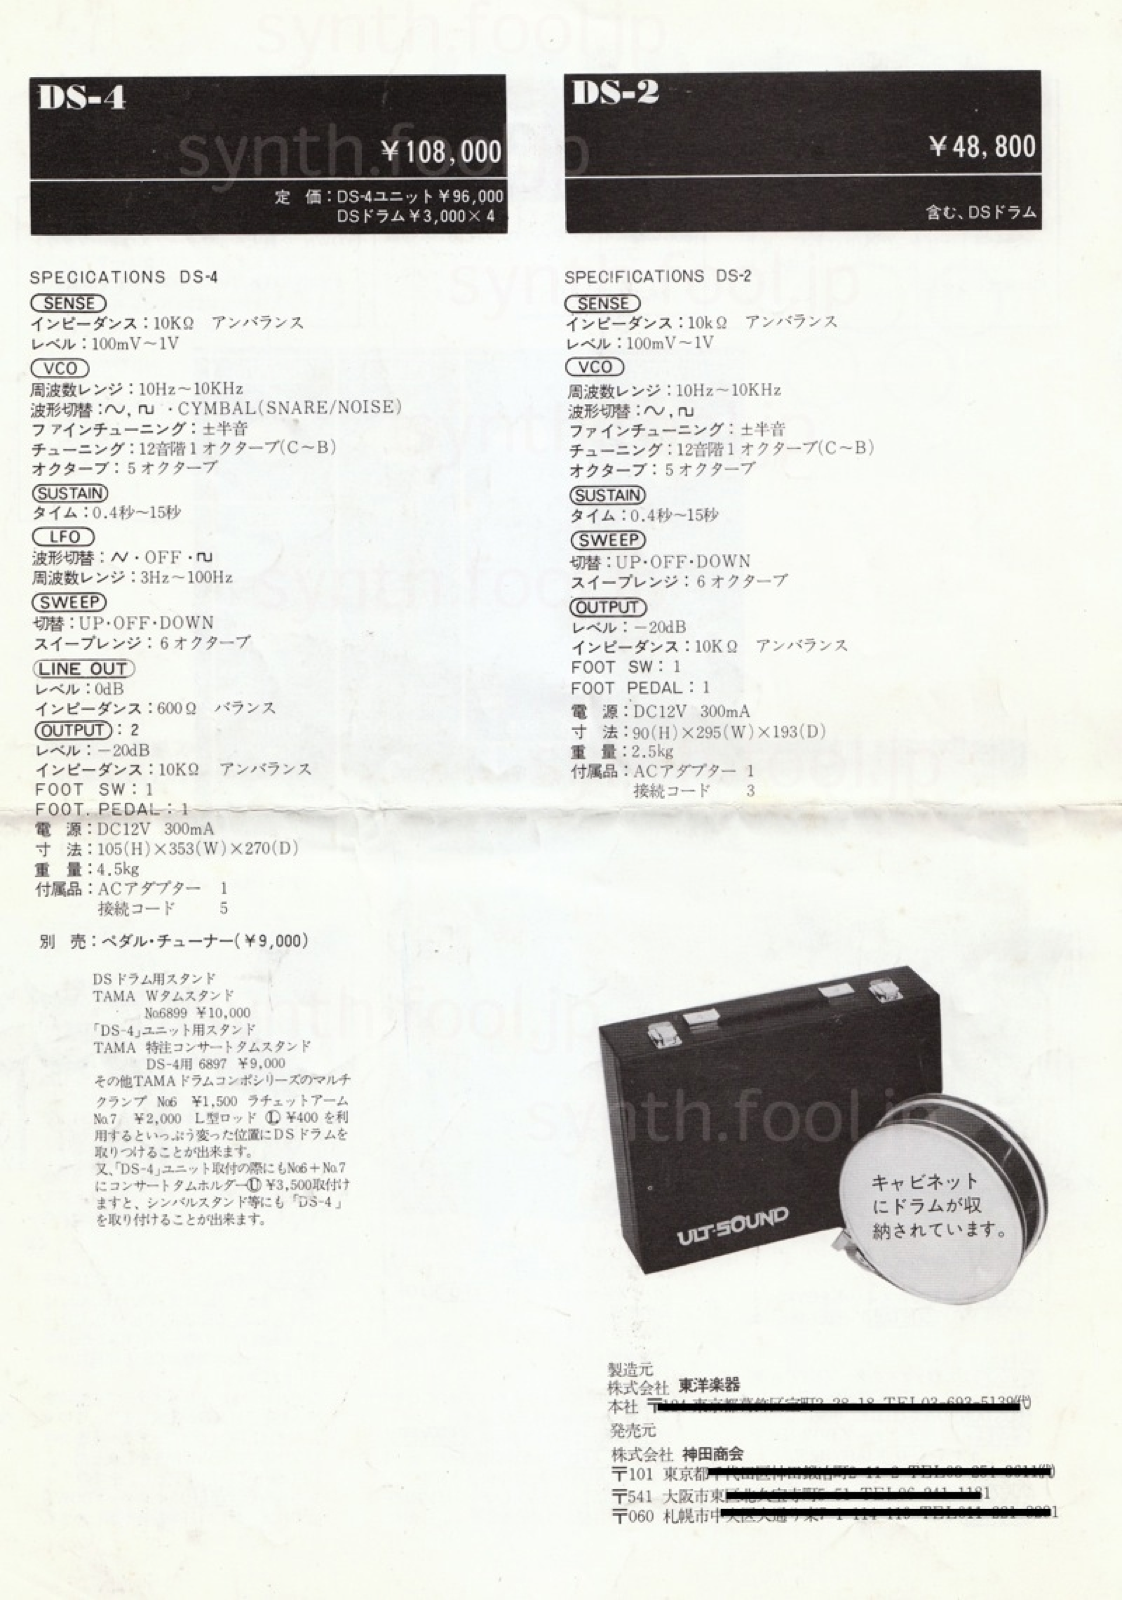 DS-4
¥108,000
定 価：DS-4ユニット¥96,000
DSドラム¥3,000×4
SPECICATIONS DS-4
SENSE
インピーダンス：10KΩ アンバランス
レベル：100mV〜1V
VCO
周波数レンジ：10Hz〜10KHz
波形切替：・CYMBAL(SNARE/NOISE)
ファインチューニング：±半音
チューニング：12音階1オクターブ(C〜B)
オクターブ：5オクターブ
SUSTAIN
タイム：0.4秒〜15秒
LFO
波形切替：・OFF・
周波数レンジ：3Hz〜100Hz
SWEEP
切替：UP・OFF・DOWN
スイープレンジ：6オクターブ
LINE OUT
レベル：0dB
インピーダンス：600Ω バランス
OUTPUT：2
レベル：−20dB
インピーダンス：10KΩ アンバランス
FOOT SW：1
FOOT. PEDAL：1
電 源：DC12V 300mA
寸 法：105(H)×353(W)×270(D)
重 量：4.5kg
付属品：ACアダプター 1
接続コード 5
別 売：ペダル・チューナー(¥9,000)
DSドラム用スタンド
TAMA Wタムスタンド
No.6899 ¥10,000
「DS-4」ユニット用スタンド
TAMA 特注コンサートタムスタンド
DS-4用 6897 ¥9,000
その他TAMAドラムコンポシリーズのマルチ
クランプ No.6 ¥1,500 ラチェットアーム
No.7 ¥2,000 L型ロッド Ⓛ ¥400 を利
用するといっぷう変った位置にDSドラムを
取りつけることが出来ます。
又、「DS-4」ユニット取付の際にもNo.6+No.7
にコンサートタムホルダー ¥3,500取付け
ますと、シンバルスタンド等にも「DS-4」
を取り付けることが出来ます。
DS-2
¥48,800
含む、DSドラム
SPECIFICATIONS DS-2
SENSE
インピーダンス：10kΩ アンバランス
レベル：100mV〜1V
VCO
周波数レンジ：10Hz〜10KHz
波形切替：
ファインチューニング：±半音
チューニング：12音階1オクターブ(C〜B)
オクターブ：5オクターブ
SUSTAIN
タイム：0.4秒〜15秒
SWEEP
切替：UP・OFF・DOWN
スイープレンジ：6オクターブ
OUTPUT
レベル：−20dB
インピーダンス：10KΩ アンバランス
FOOT SW：1
FOOT PEDAL：1
電 源：DC12V 300mA
寸 法：90(H)×295(W)×193(D)
重 量：2.5kg
付属品：ACアダプター 1
接続コード 3
ULT-SOUND
キャビネット
にドラムが収
納されています。
製造元
株式会社 東洋楽器
本社 〒
発売元
株式会社 神田商会
〒101 東京都
〒541 大阪市東
〒060 札幌市中
synth.fool.jp
synth.fool.jp
synth.fool.jp
synth.fool.jp